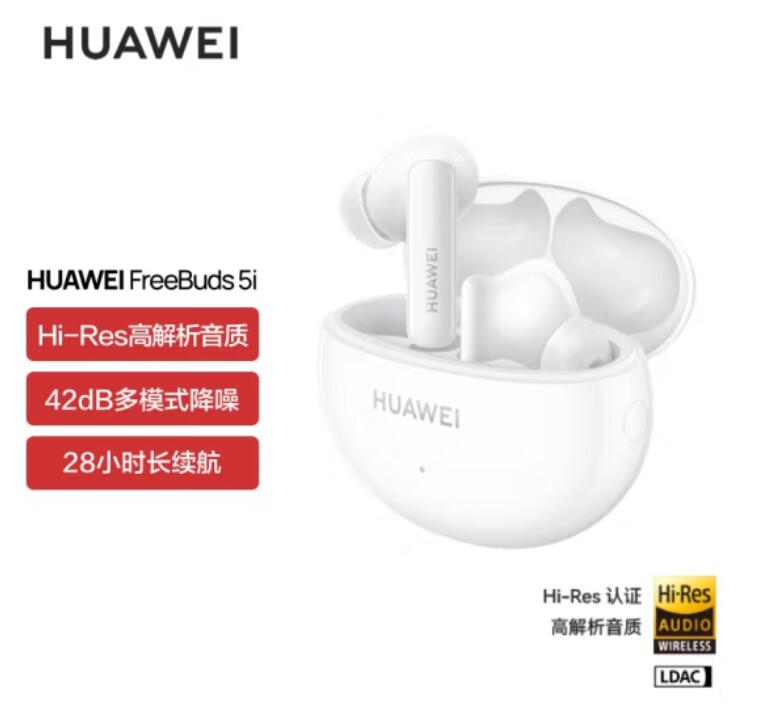 HUAWEI
HUAWEI FreeBuds 5i
Hi-Res高解析音质
42dB多模式降噪
28小时长续航
HUAWEI
HUAWEI
Hi-Res 认证
高解析音质
Hi-Res
AUDIO
WIRELESS
LDAC